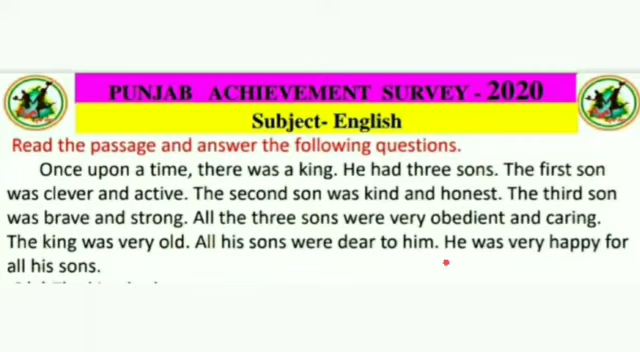 PUNJAB ACHIEVEMENT SURVEY - 2020
Subject- English
Read the passage and answer the following questions.
Once upon a time, there was a king. He had three sons. The first son
was clever and active. The second son was kind and honest. The third son
was brave and strong. All the three sons were very obedient and caring.
The king was very old. All his sons were dear to him. He was very happy for
all his sons.